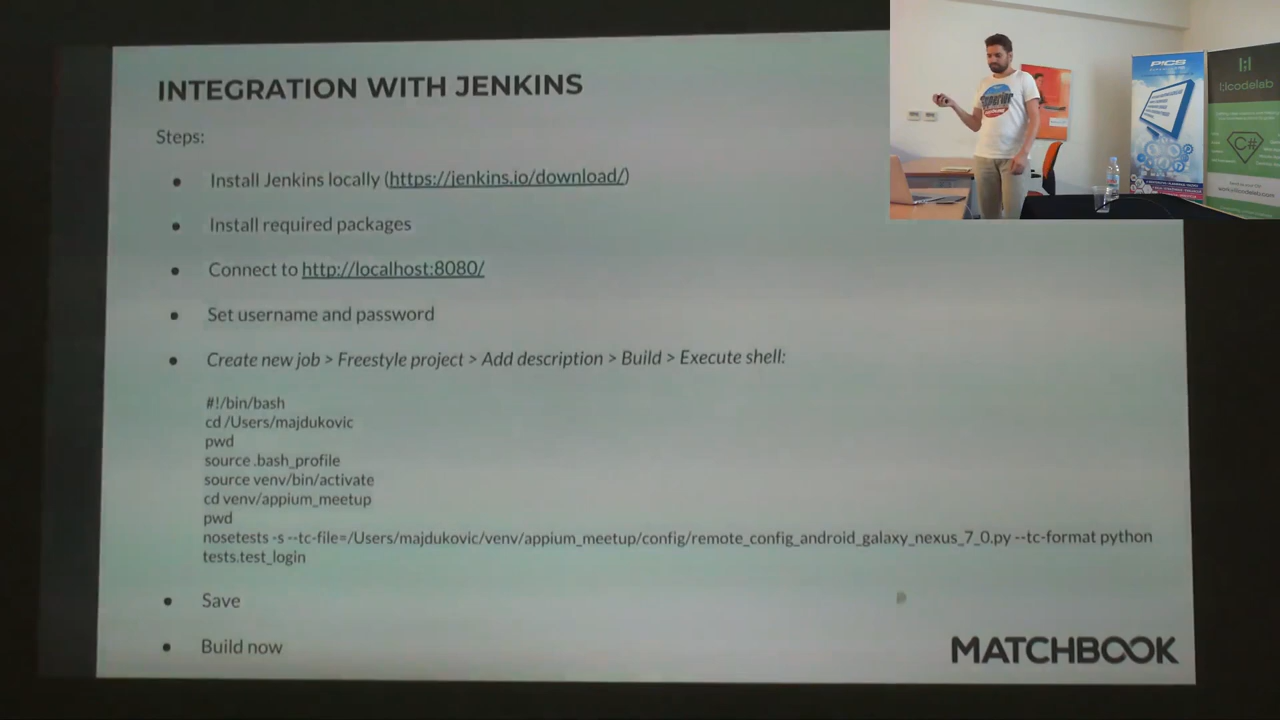 INTEGRATION WITH JENKINS
Steps:
● Install Jenkins locally (https://jenkins.io/download/)
● Install required packages
● Connect to http://localhost:8080/
● Set username and password
● Create new job > Freestyle project > Add description > Build > Execute shell:
#!/bin/bash
cd /Users/majdukovic
pwd
source .bash_profile
source venv/bin/activate
cd venv/appium_meetup
pwd
nosetests -s --tc-file=/Users/majdukovic/venv/appium_meetup/config/remote_config_android_galaxy_nexus_7_0.py --tc-format python
tests.test_login
● Save
● Build now
MATCHBOOK
PICS
codelab
C#